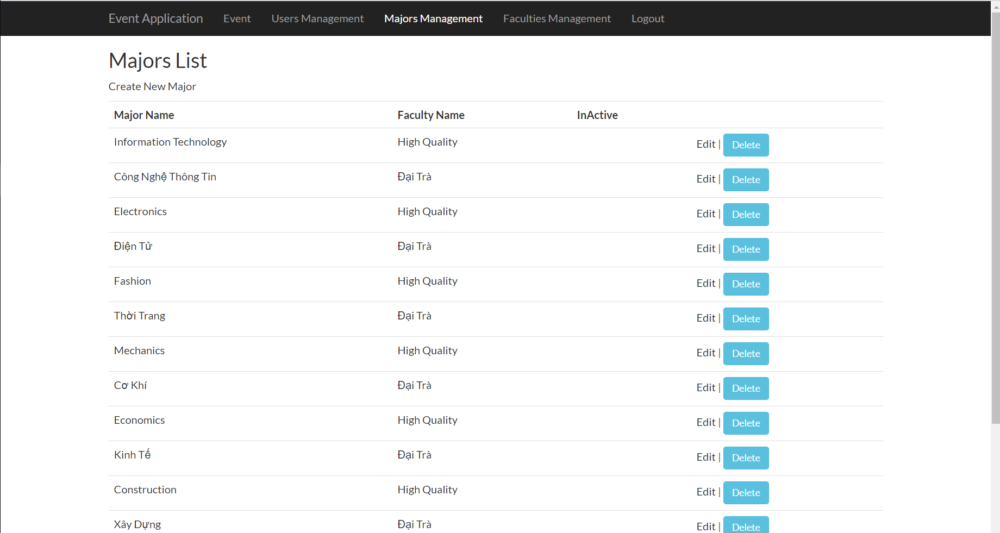 Event Application Event Users Management Majors Management Faculties Management Logout
Majors List
Create New Major
Major Name Faculty Name InActive
Information Technology High Quality Edit | Delete
Công Nghệ Thông Tin Đại Trà Edit | Delete
Electronics High Quality Edit | Delete
Điện Tử Đại Trà Edit | Delete
Fashion High Quality Edit | Delete
Thời Trang Đại Trà Edit | Delete
Mechanics High Quality Edit | Delete
Cơ Khí Đại Trà Edit | Delete
Economics High Quality Edit | Delete
Kinh Tế Đại Trà Edit | Delete
Construction High Quality Edit | Delete
Xây Dựng Đại Trà Edit | Delete